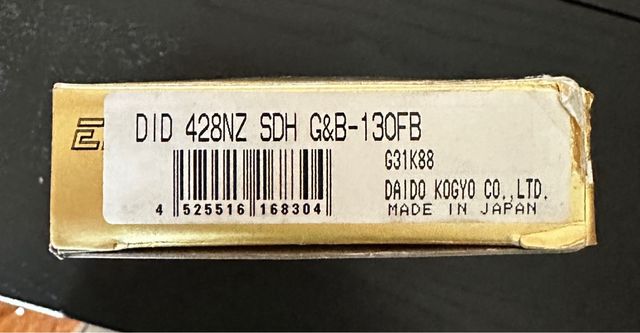 DID 428NZ SDH G&B-130FB
G31K88
4 525516 168304
DAIDO KOGYO CO.,LTD.
MADE IN JAPAN